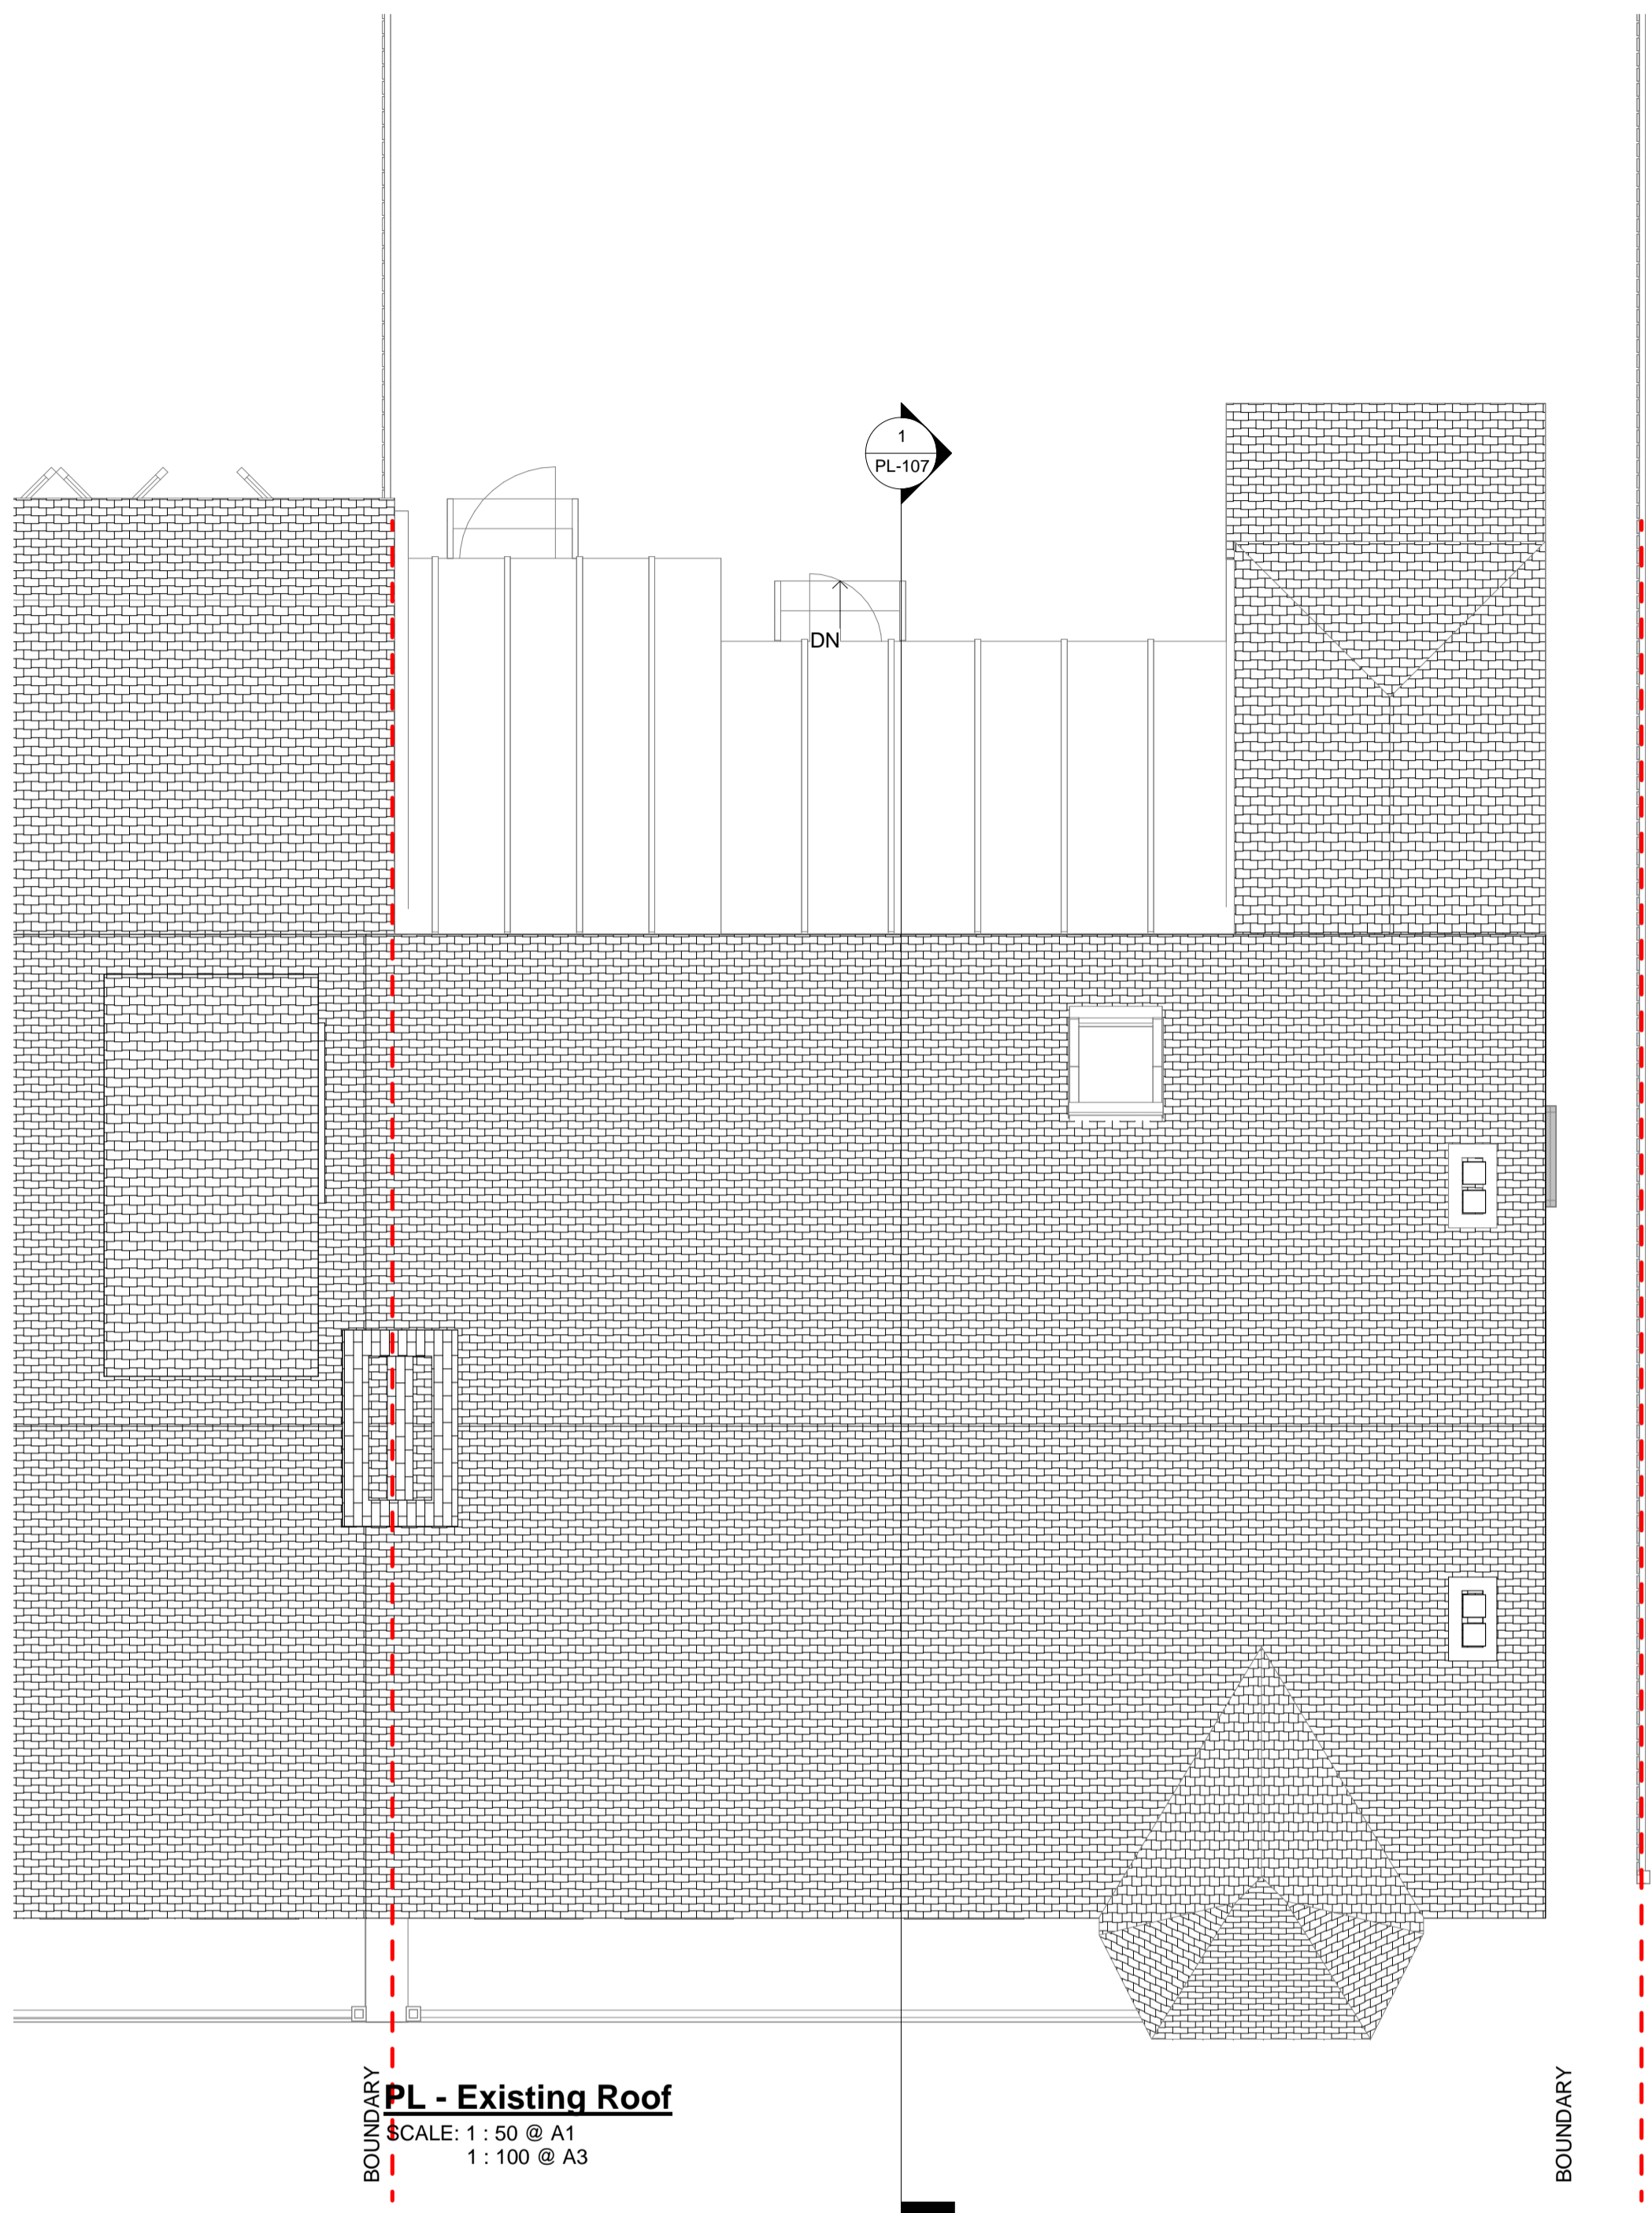 1
PL-107
DN
BOUNDARY
PL - Existing Roof
SCALE: 1 : 50 @ A1
1 : 100 @ A3
BOUNDARY